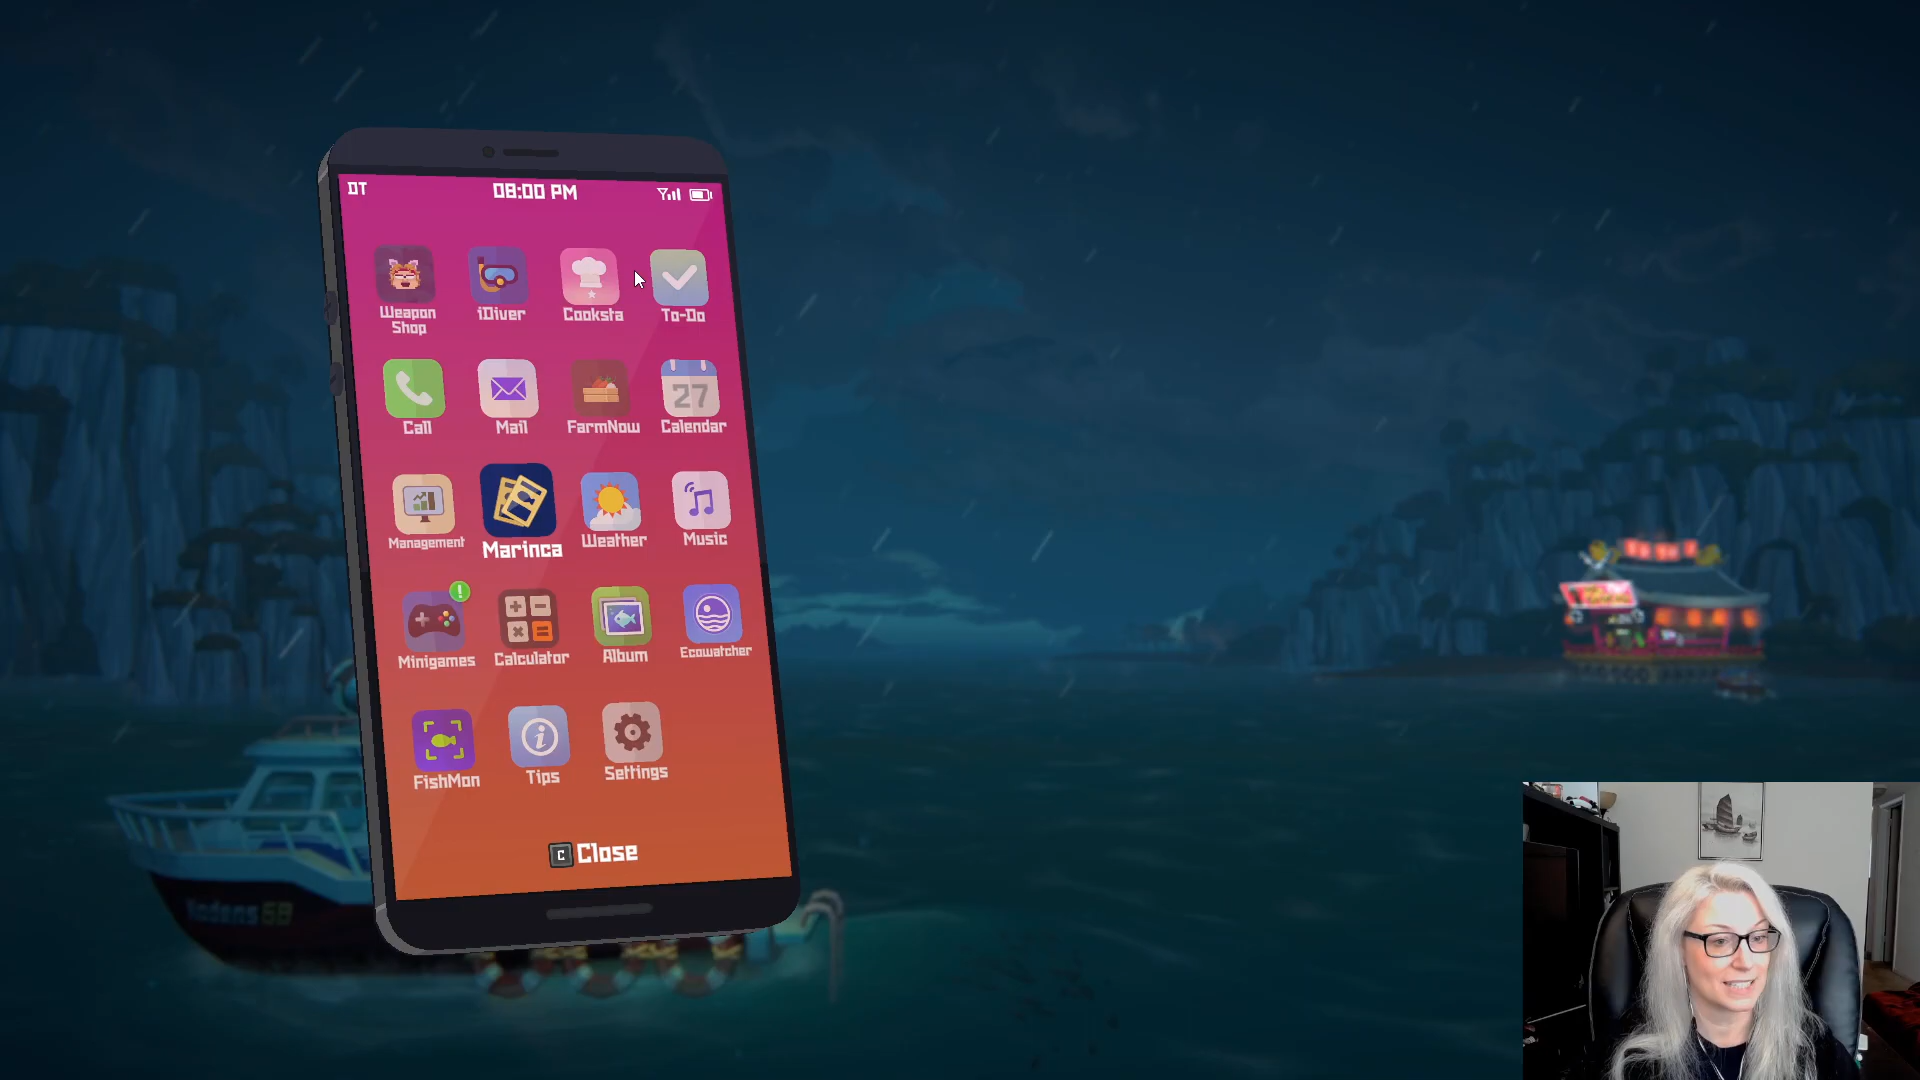 DT 08:00 PM
Weapon Shop
iDiver
Cooksta
To-Do
Call
Mail
FarmNow
27
Calendar
Management
Marinca
Weather
Music
!
Minigames
Calculator
Album
Ecowatcher
FishMon
Tips
Settings
C Close